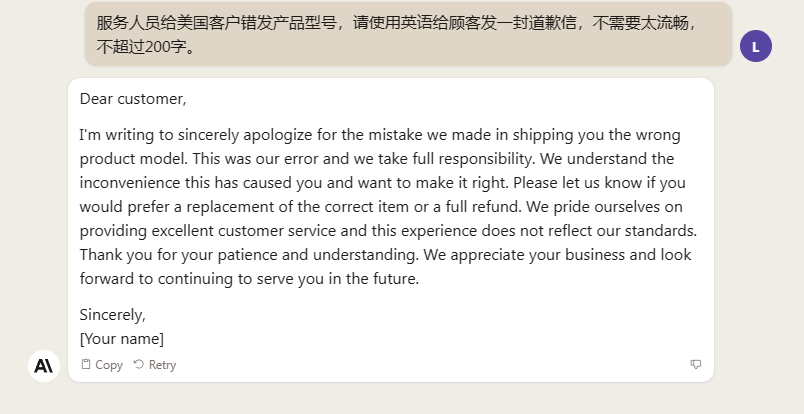 服务人员给美国客户错发产品型号，请使用英语给顾客发一封道歉信，不需要太流畅，
不超过200字。
L
Dear customer,
I'm writing to sincerely apologize for the mistake we made in shipping you the wrong
product model. This was our error and we take full responsibility. We understand the
inconvenience this has caused you and want to make it right. Please let us know if you
would prefer a replacement of the correct item or a full refund. We pride ourselves on
providing excellent customer service and this experience does not reflect our standards.
Thank you for your patience and understanding. We appreciate your business and look
forward to continuing to serve you in the future.
Sincerely,
[Your name]
A\
Copy Retry